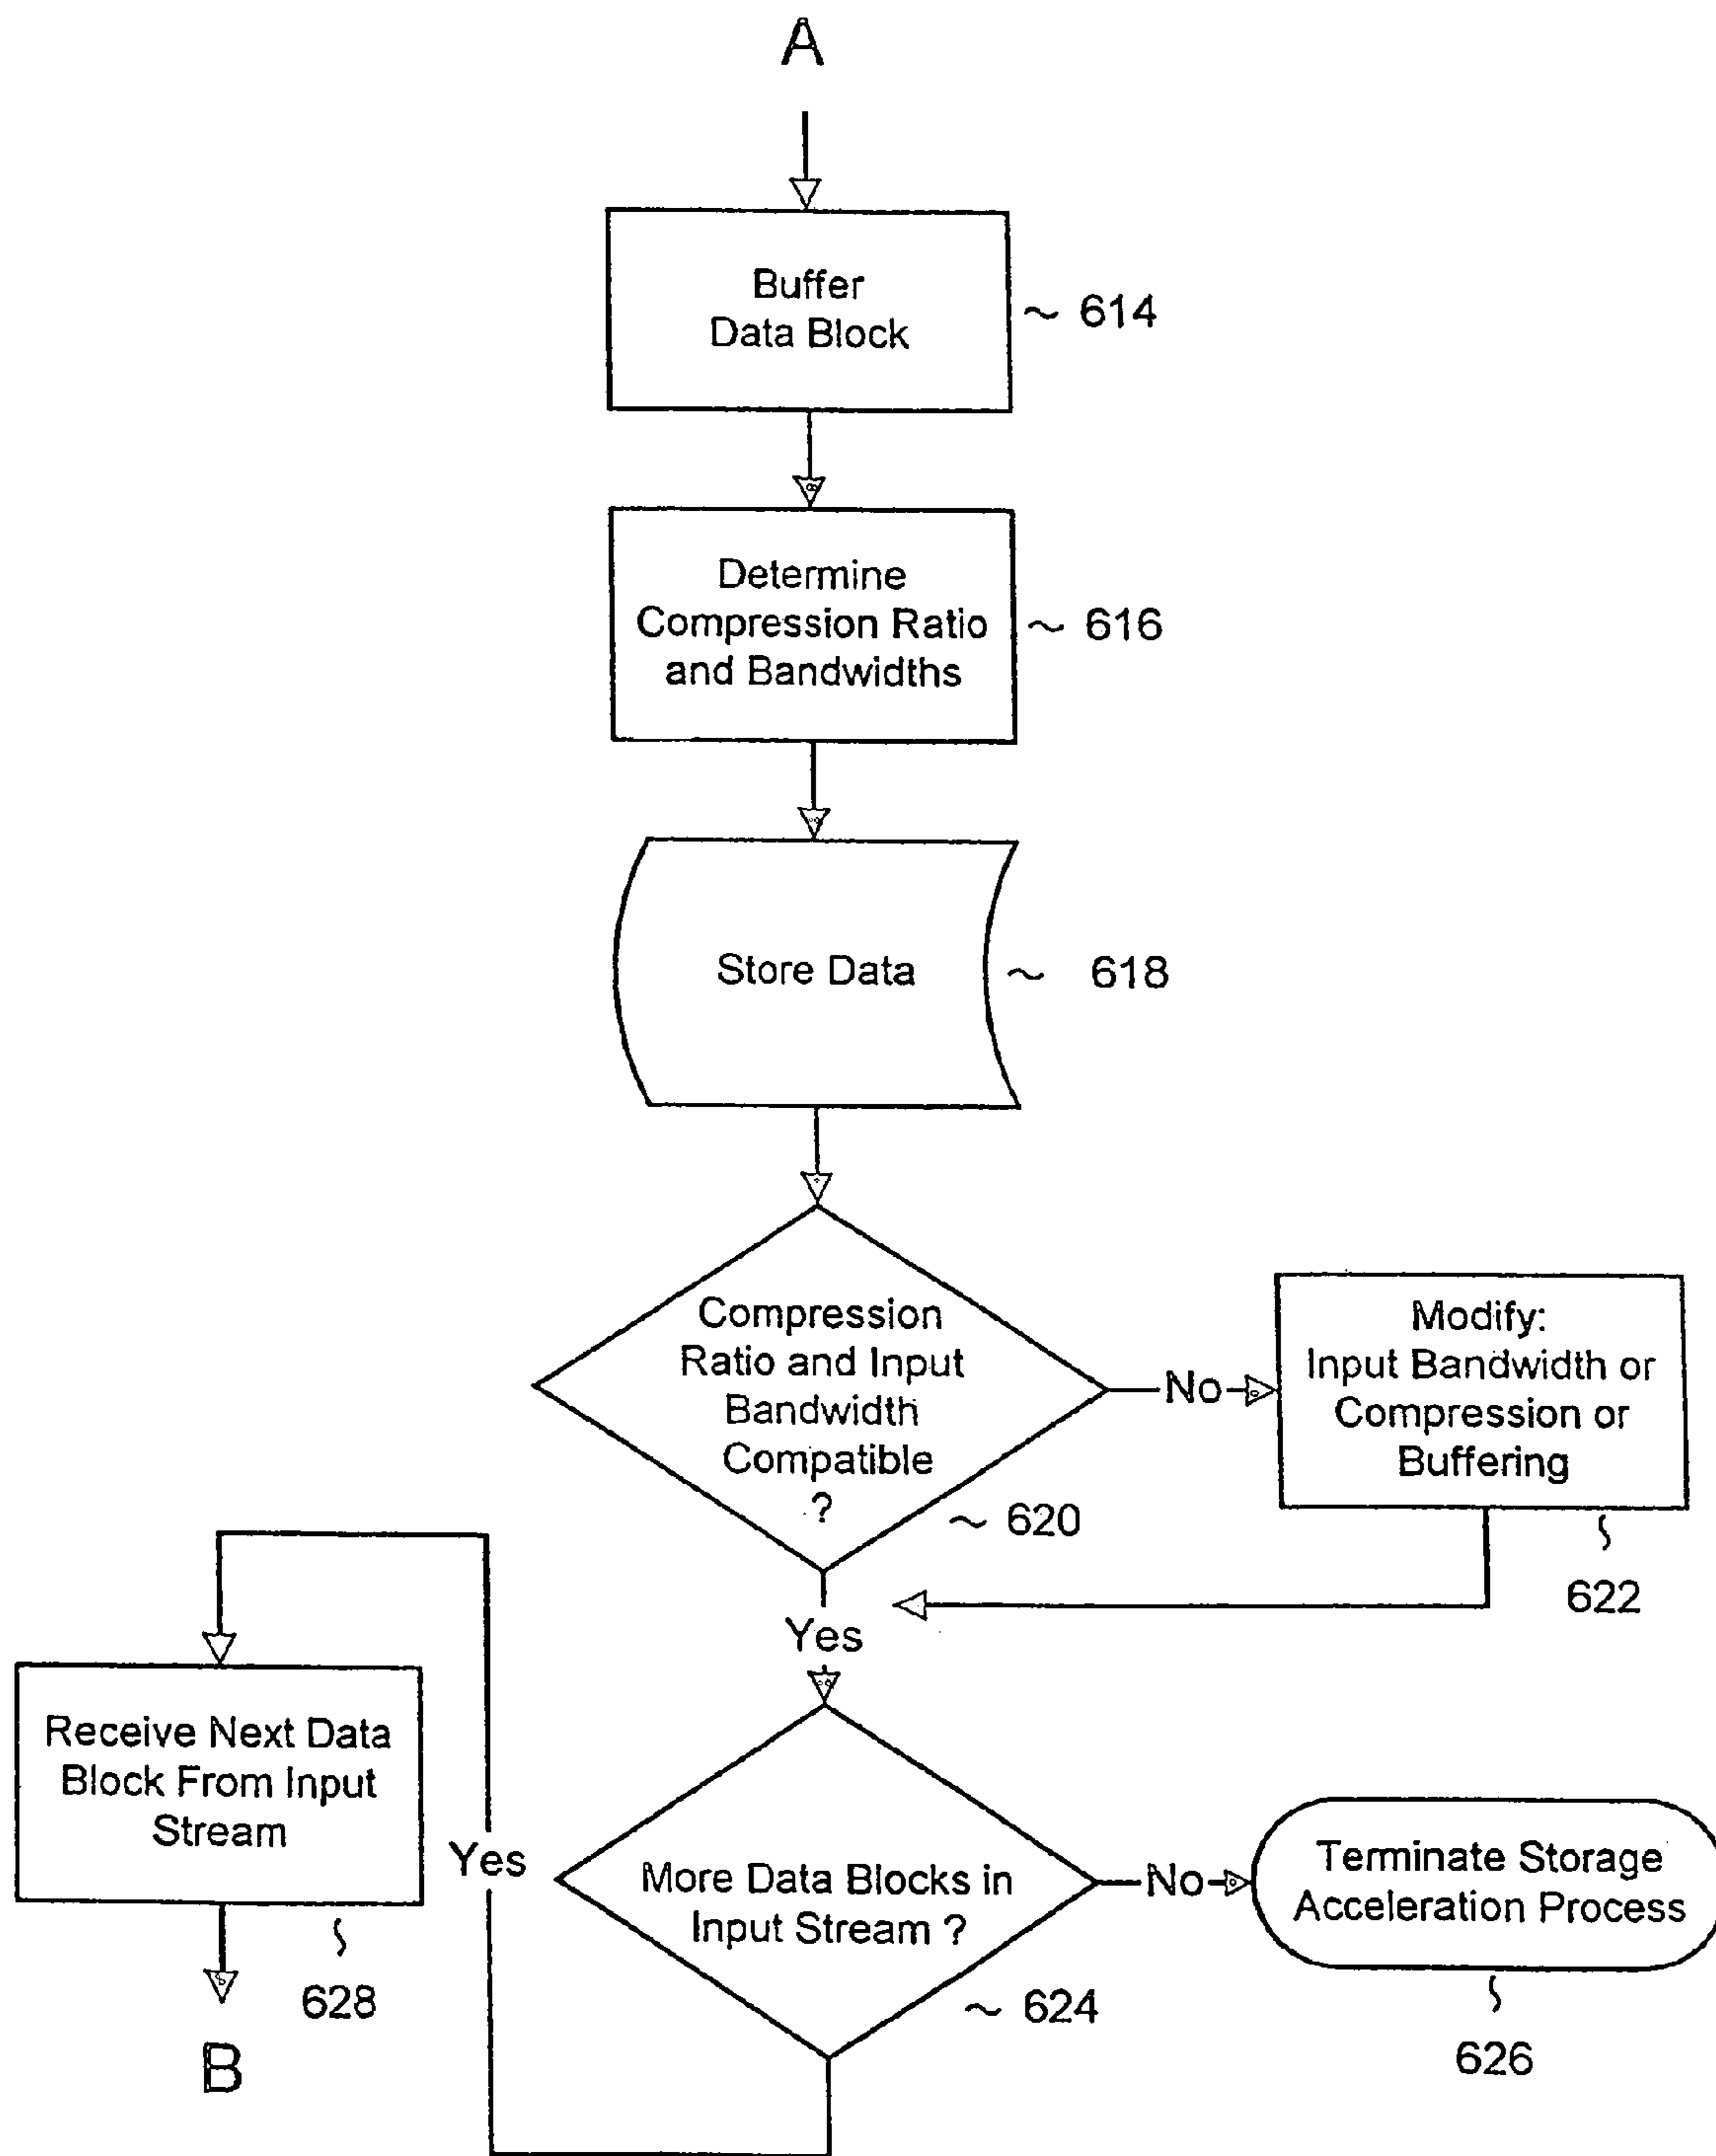 A
Buffer
Data Block
~ 614
Determine
Compression Ratio
and Bandwidths
~ 616
Store Data
~ 618
Compression
Ratio and Input
Bandwidth
Compatible
?
~ 620
No
Modify:
Input Bandwidth or
Compression or
Buffering
622
Yes
More Data Blocks in
Input Stream ?
~ 624
No
Terminate Storage
Acceleration Process
626
Yes
Receive Next Data
Block From Input
Stream
628
B